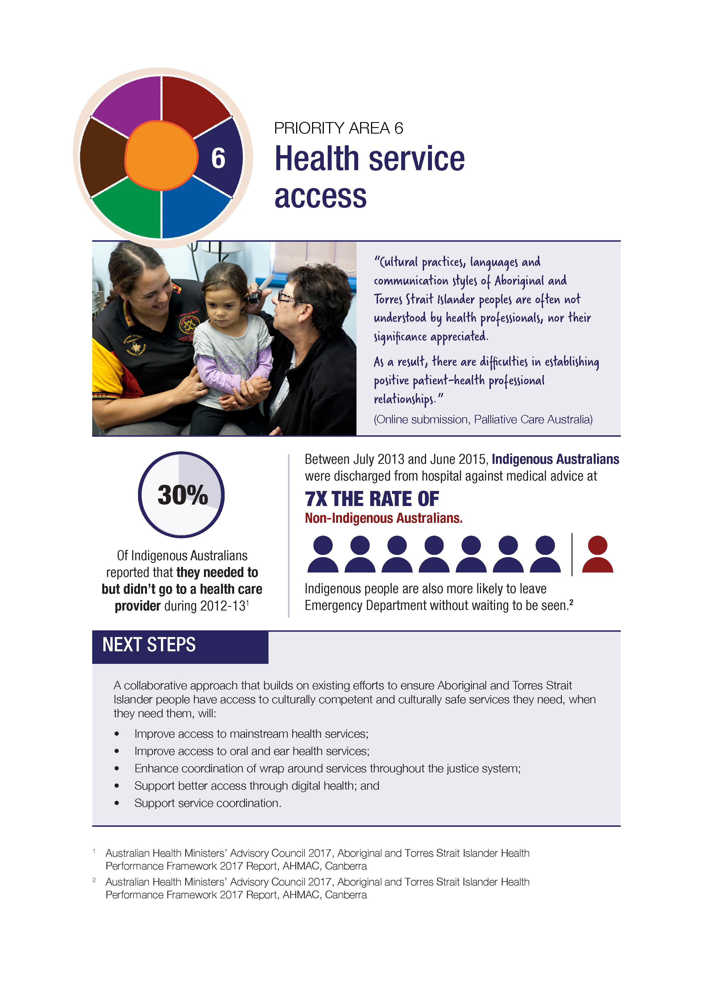 6
PRIORITY AREA 6
Health service
access
“Cultural practices, languages and
communication styles of Aboriginal and
Torres Strait Islander peoples are often not
understood by health professionals, nor their
significance appreciated.
As a result, there are difficulties in establishing
positive patient-health professional
relationships.”
(Online submission, Palliative Care Australia)
WESTERN SYDNEY
COMMUNITY
ABORIGINAL CORPORATION
C.D.E.P.
30%
Of Indigenous Australians
reported that they needed to
but didn’t go to a health care
provider during 2012-13¹
Between July 2013 and June 2015, Indigenous Australians
were discharged from hospital against medical advice at
7X THE RATE OF
Non-Indigenous Australians.
Indigenous people are also more likely to leave
Emergency Department without waiting to be seen.²
NEXT STEPS
A collaborative approach that builds on existing efforts to ensure Aboriginal and Torres Strait
Islander people have access to culturally competent and culturally safe services they need, when
they need them, will:
• Improve access to mainstream health services;
• Improve access to oral and ear health services;
• Enhance coordination of wrap around services throughout the justice system;
• Support better access through digital health; and
• Support service coordination.
¹ Australian Health Ministers’ Advisory Council 2017, Aboriginal and Torres Strait Islander Health
Performance Framework 2017 Report, AHMAC, Canberra
² Australian Health Ministers’ Advisory Council 2017, Aboriginal and Torres Strait Islander Health
Performance Framework 2017 Report, AHMAC, Canberra